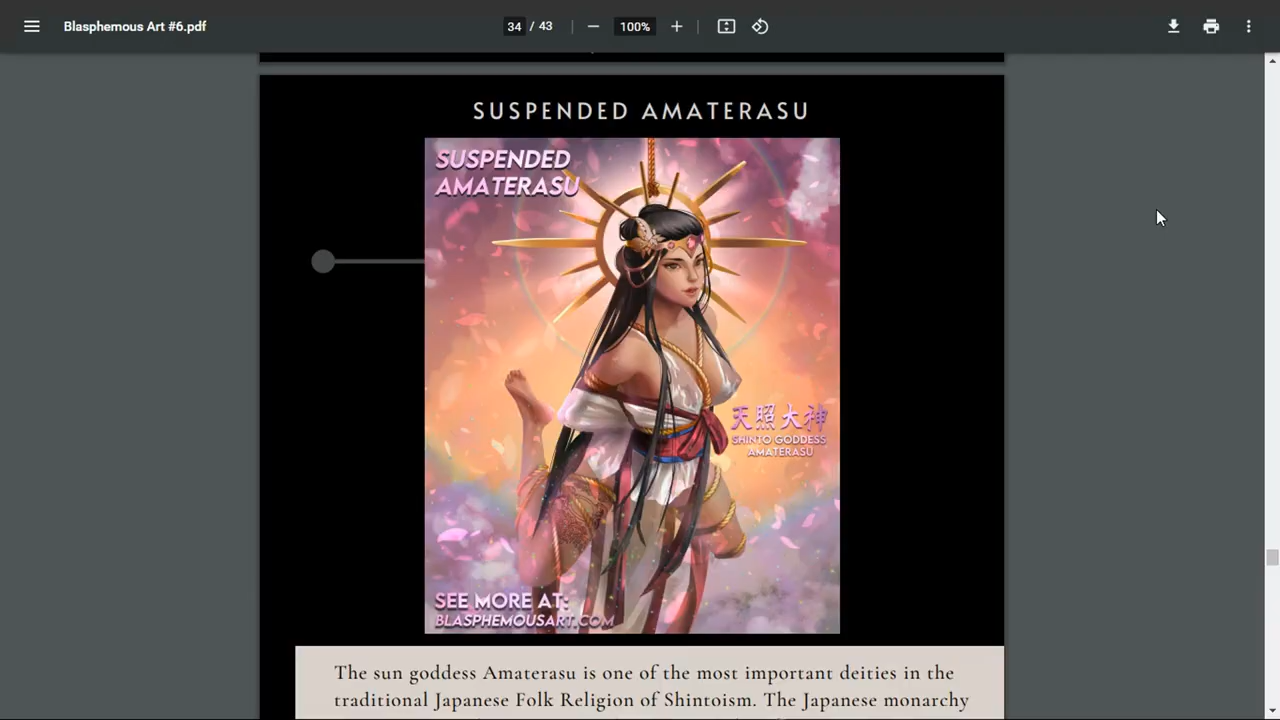 Blasphemous Art #6.pdf
34 / 43
100%
SUSPENDED AMATERASU
SUSPENDED
AMATERASU
天照大神
SHINTO GODDESS
AMATERASU
SEE MORE AT:
BLASPHEMOUSART.COM
The sun goddess Amaterasu is one of the most important deities in the
traditional Japanese Folk Religion of Shintoism. The Japanese monarchy